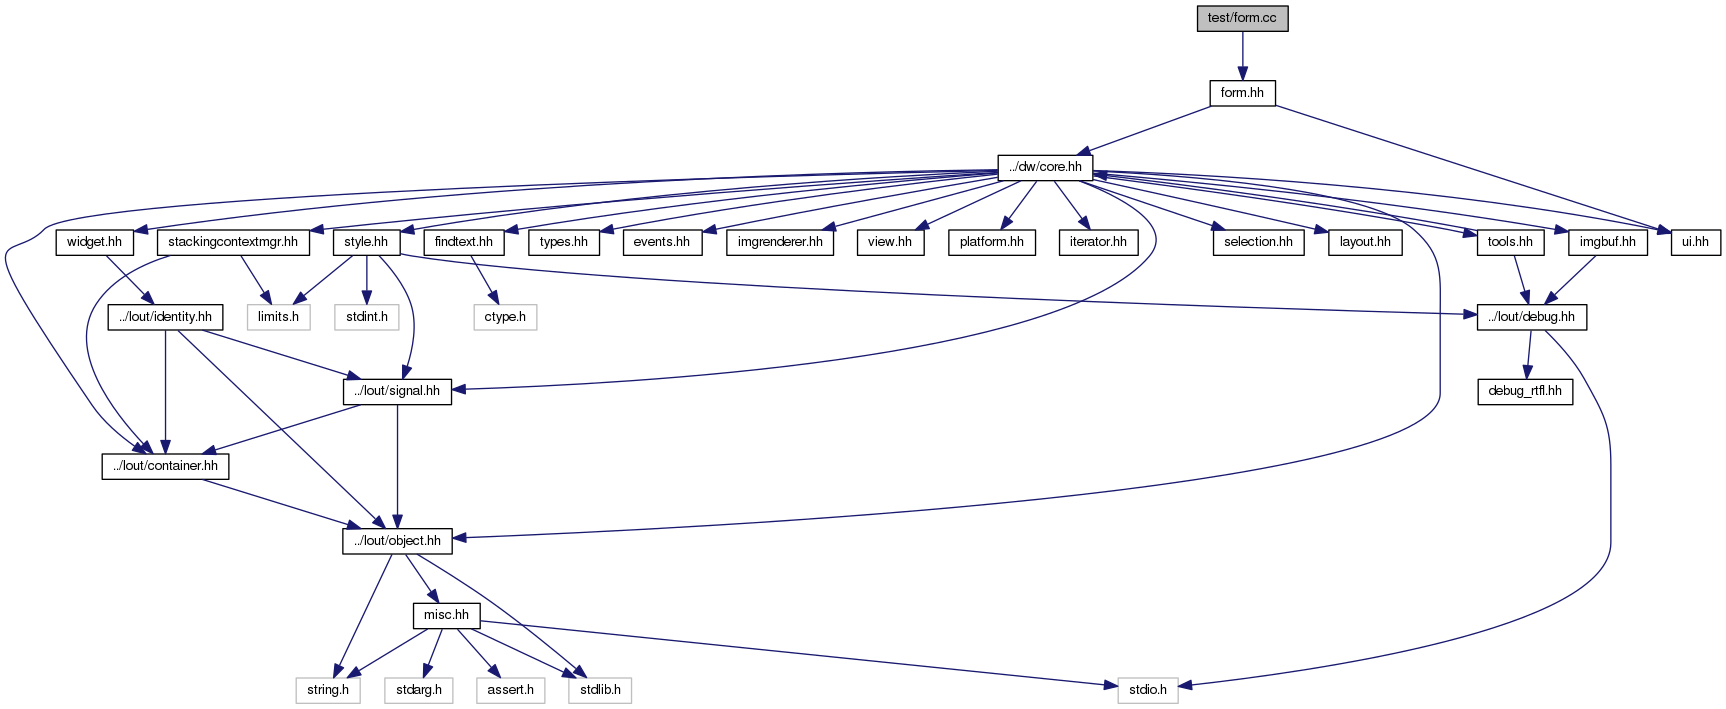 test/form.cc
form.hh
../dw/core.hh
widget.hh
stackingcontextmgr.hh
style.hh
findtext.hh
types.hh
events.hh
imgrenderer.hh
view.hh
platform.hh
iterator.hh
selection.hh
layout.hh
tools.hh
imgbuf.hh
ui.hh
../lout/identity.hh
limits.h
stdint.h
ctype.h
../lout/debug.hh
../lout/signal.hh
debug_rtfl.hh
../lout/container.hh
../lout/object.hh
misc.hh
string.h
stdarg.h
assert.h
stdlib.h
stdio.h